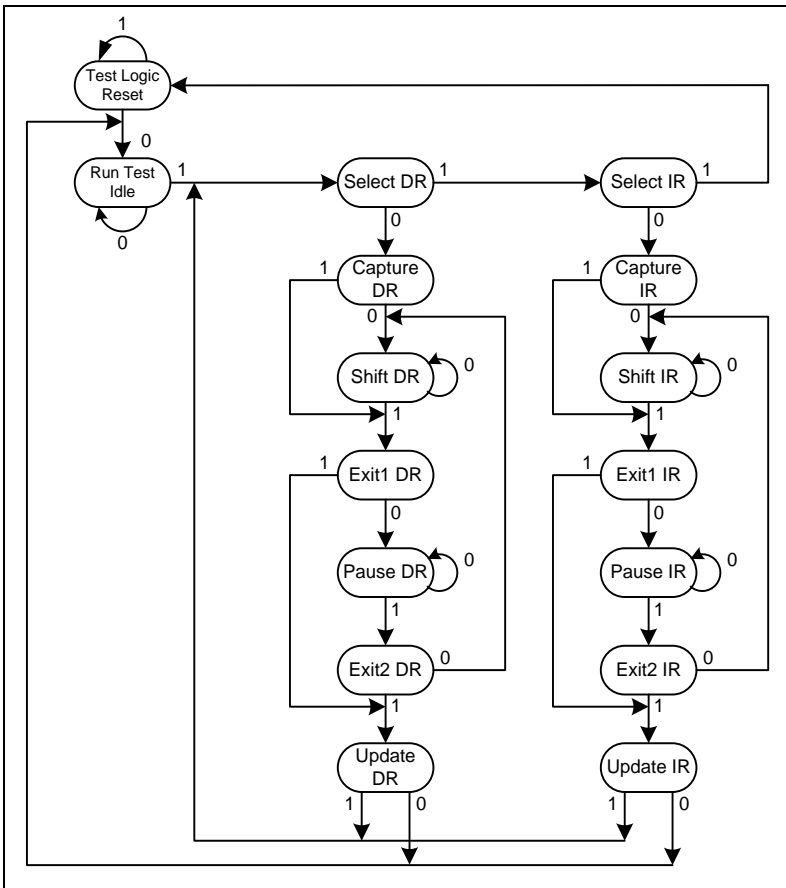 1
Test Logic
Reset
0
Run Test
Idle
1
0
Select DR
1
0
Select IR
1
0
Capture
DR
1
0
Capture
IR
1
0
Shift DR
0
1
Shift IR
0
1
1
Exit1 DR
0
1
Exit1 IR
0
Pause DR
0
1
Pause IR
0
1
Exit2 DR
0
1
Exit2 IR
0
1
Update
DR
1
0
Update IR
1
0